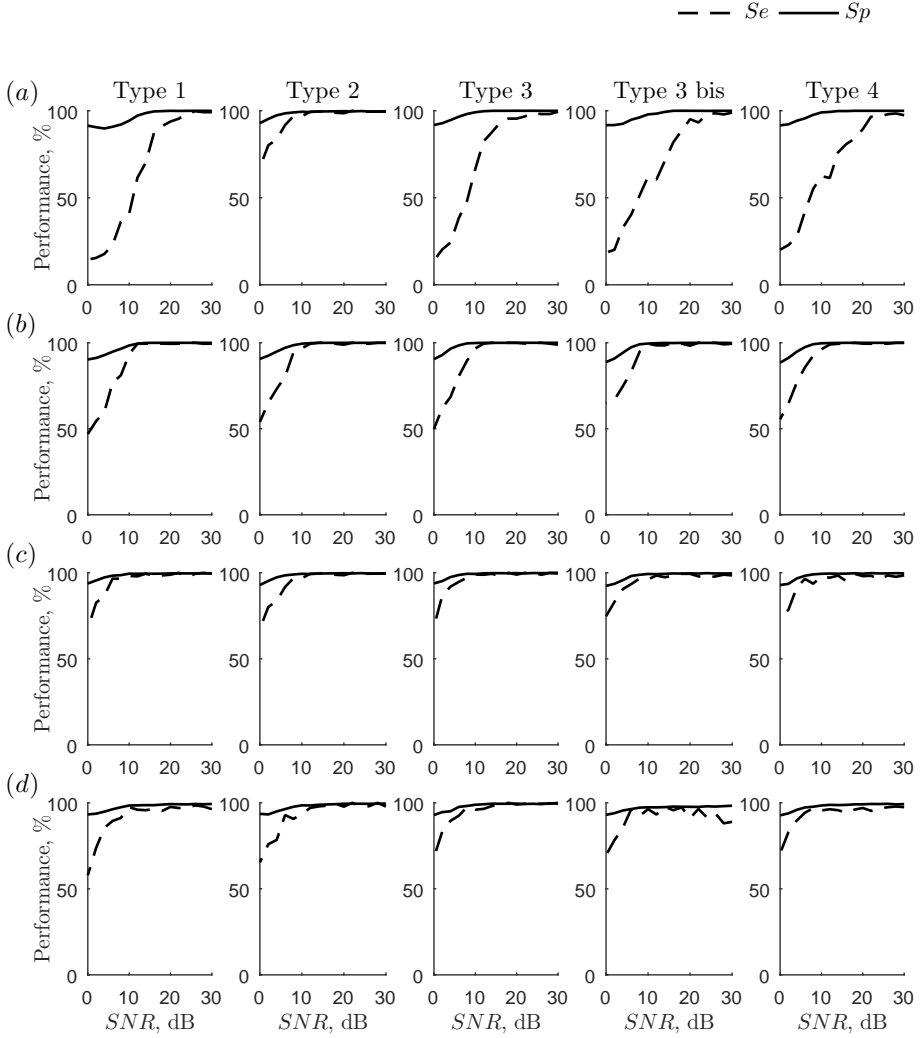 Se Sp
(a) Type 1 Type 2 Type 3 Type 3 bis Type 4
Performance, %
100 100 100 100 100
50 50 50 50 50
0 0 0 0 0
0 10 20 30 0 10 20 30 0 10 20 30 0 10 20 30 0 10 20 30
(b)
Performance, %
100 100 100 100 100
50 50 50 50 50
0 0 0 0 0
0 10 20 30 0 10 20 30 0 10 20 30 0 10 20 30 0 10 20 30
(c)
Performance, %
100 100 100 100 100
50 50 50 50 50
0 0 0 0 0
0 10 20 30 0 10 20 30 0 10 20 30 0 10 20 30 0 10 20 30
(d)
Performance, %
100 100 100 100 100
50 50 50 50 50
0 0 0 0 0
0 10 20 30 0 10 20 30 0 10 20 30 0 10 20 30 0 10 20 30
SNR, dB SNR, dB SNR, dB SNR, dB SNR, dB